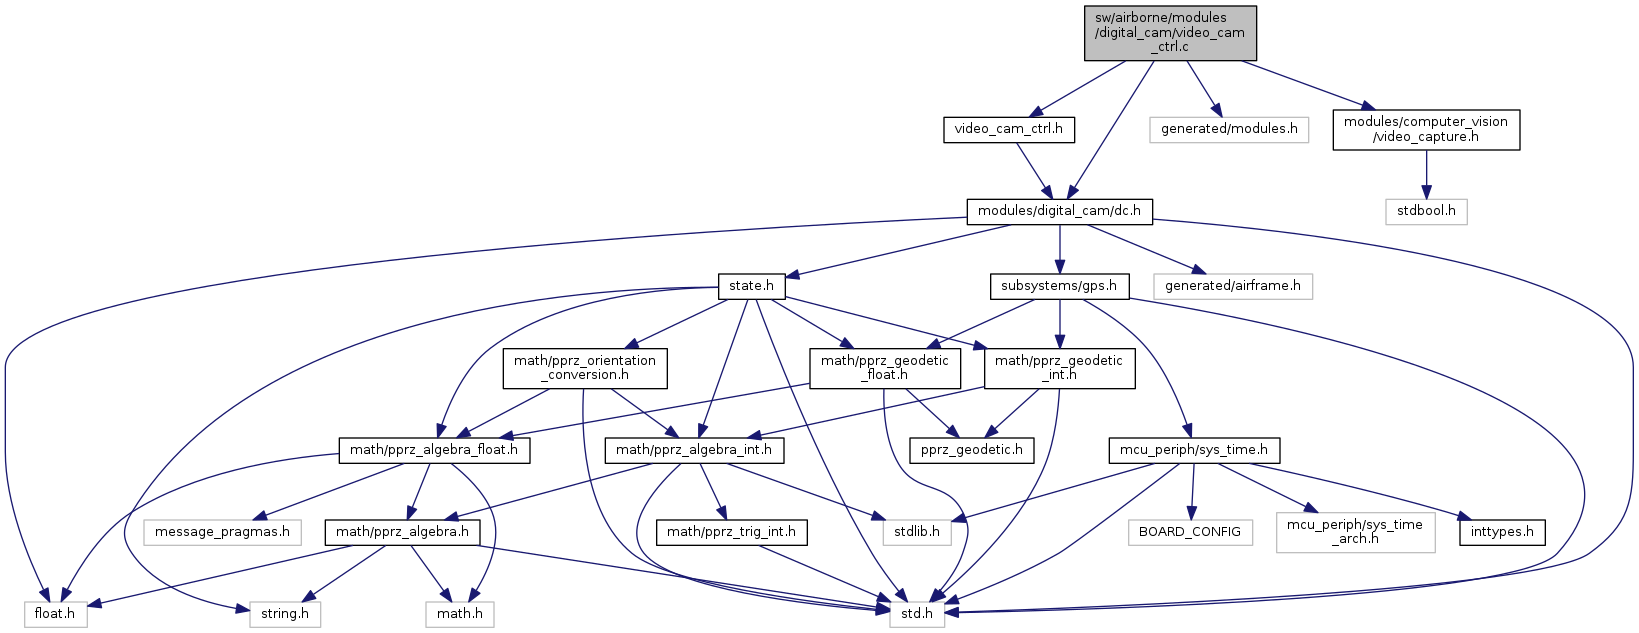 sw/airborne/modules
/digital_cam/video_cam
_ctrl.c
video_cam_ctrl.h
generated/modules.h
modules/computer_vision
/video_capture.h
modules/digital_cam/dc.h
stdbool.h
state.h
subsystems/gps.h
generated/airframe.h
math/pprz_orientation
_conversion.h
math/pprz_geodetic
_float.h
math/pprz_geodetic
_int.h
math/pprz_algebra_float.h
math/pprz_algebra_int.h
pprz_geodetic.h
mcu_periph/sys_time.h
message_pragmas.h
math/pprz_algebra.h
math/pprz_trig_int.h
stdlib.h
BOARD_CONFIG
mcu_periph/sys_time
_arch.h
inttypes.h
float.h
string.h
math.h
std.h